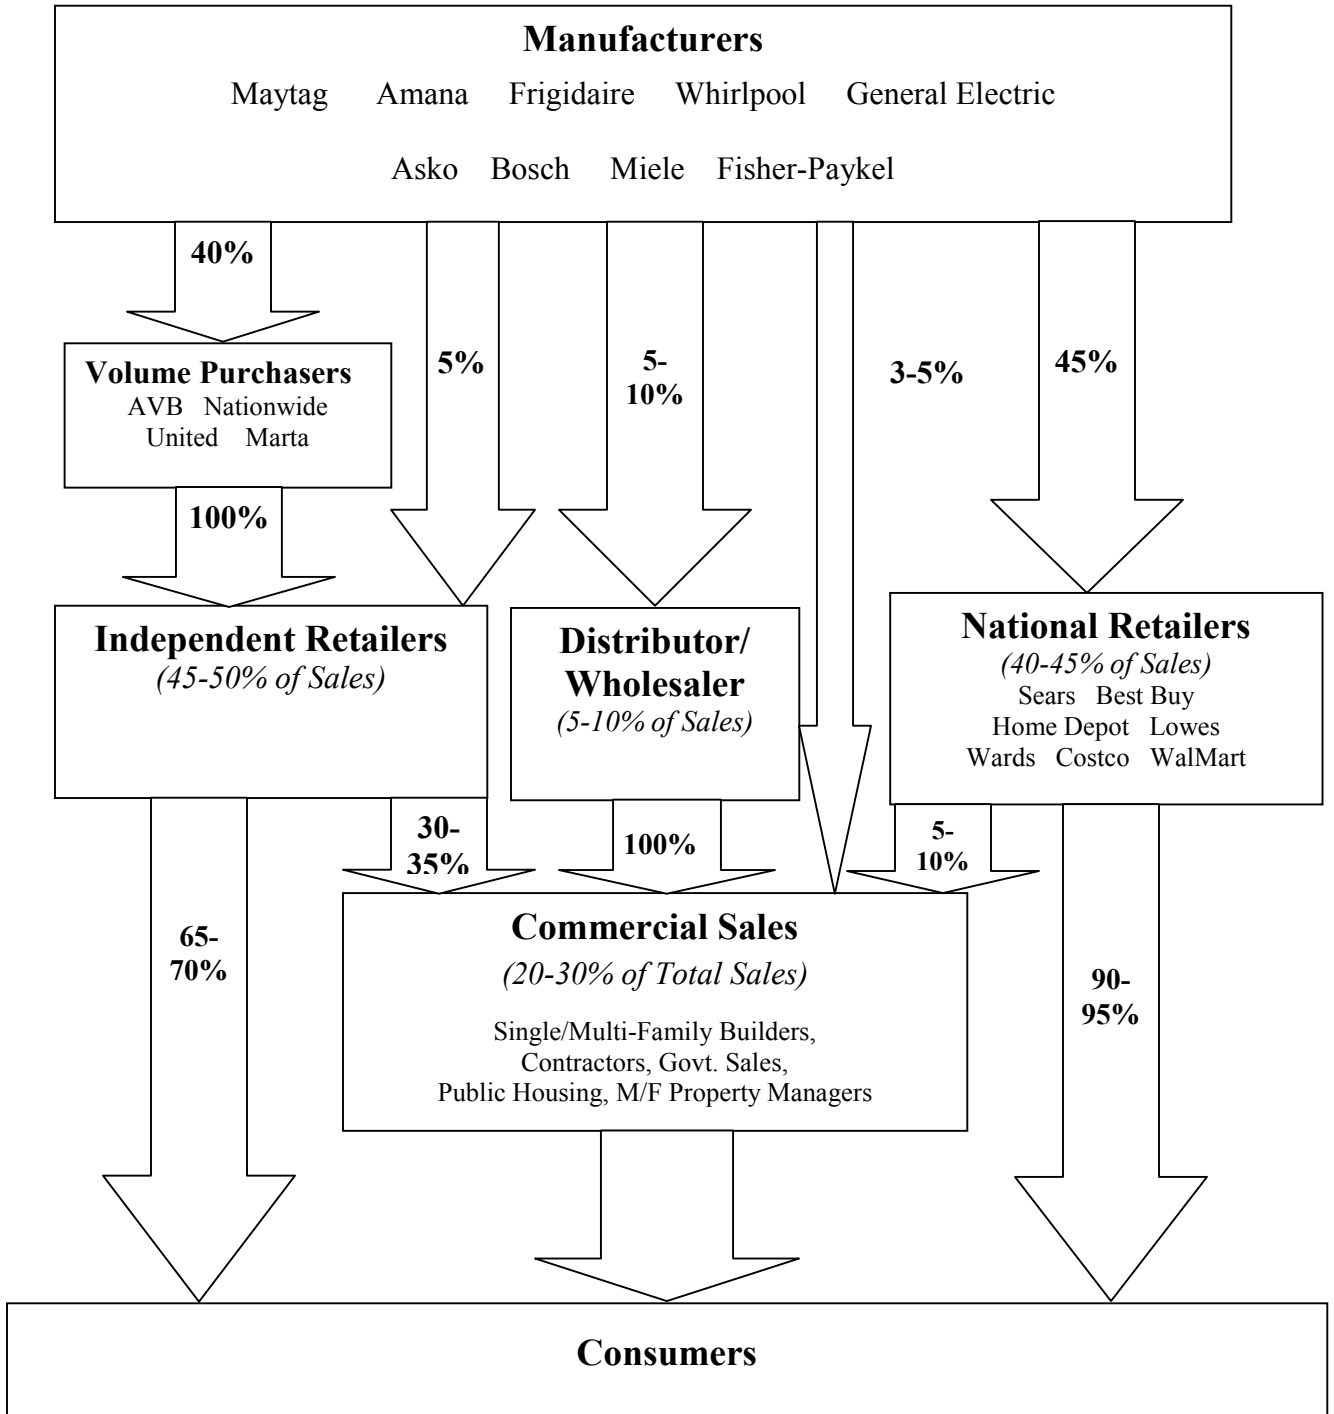 Manufacturers
Maytag Amana Frigidaire Whirlpool General Electric
Asko Bosch Miele Fisher-Paykel
40%
5%
5-
10%
3-5%
45%
Volume Purchasers
AVB Nationwide
United Marta
100%
Independent Retailers
(45-50% of Sales)
Distributor/
Wholesaler
(5-10% of Sales)
National Retailers
(40-45% of Sales)
Sears Best Buy
Home Depot Lowes
Wards Costco WalMart
30-
35%
100%
5-
10%
65-
70%
Commercial Sales
(20-30% of Total Sales)
Single/Multi-Family Builders,
Contractors, Govt. Sales,
Public Housing, M/F Property Managers
90-
95%
Consumers